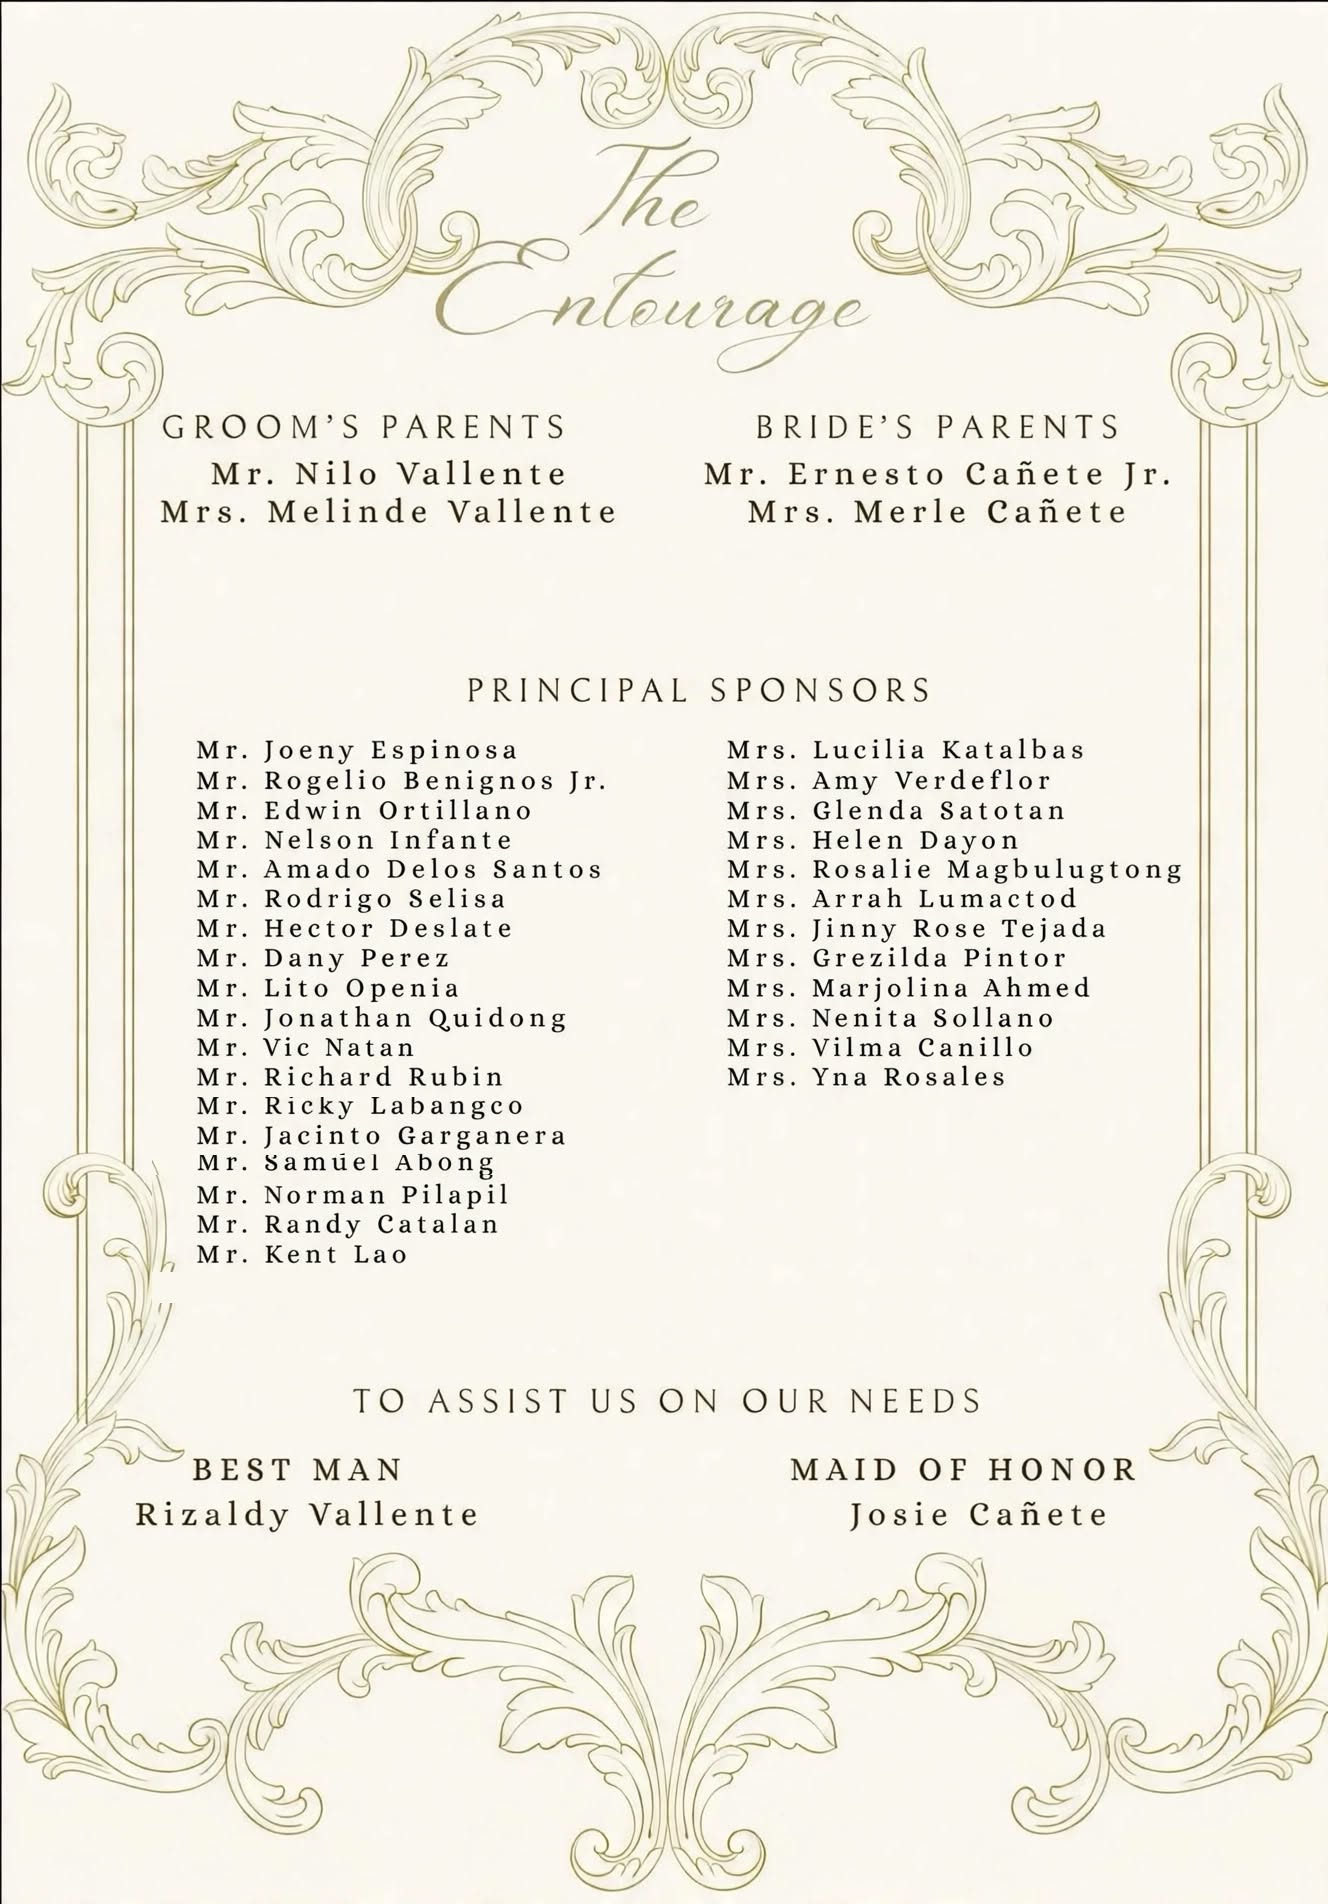 The
Entourage
GROOM'S PARENTS
Mr. Nilo Vallente
Mrs. Melinde Vallente
BRIDE'S PARENTS
Mr. Ernesto Cañete Jr.
Mrs. Merle Cañete
PRINCIPAL SPONSORS
Mr. Joeny Espinosa
Mr. Rogelio Benignos Jr.
Mr. Edwin Ortillano
Mr. Nelson Infante
Mr. Amado Delos Santos
Mr. Rodrigo Selisa
Mr. Hector Deslate
Mr. Dany Perez
Mr. Lito Openia
Mr. Jonathan Quidong
Mr. Vic Natan
Mr. Richard Rubin
Mr. Ricky Labangco
Mr. Jacinto Garganera
Mr. Samuel Abong
Mr. Norman Pilapil
Mr. Randy Catalan
Mr. Kent Lao
Mrs. Lucilia Katalbas
Mrs. Amy Verdeflor
Mrs. Glenda Satotan
Mrs. Helen Dayon
Mrs. Rosalie Magbulugtong
Mrs. Arrah Lumactod
Mrs. Jinny Rose Tejada
Mrs. Grezilda Pintor
Mrs. Marjolina Ahmed
Mrs. Nenita Sollano
Mrs. Vilma Canillo
Mrs. Yna Rosales
TO ASSIST US ON OUR NEEDS
BEST MAN
Rizaldy Vallente
MAID OF HONOR
Josie Cañete